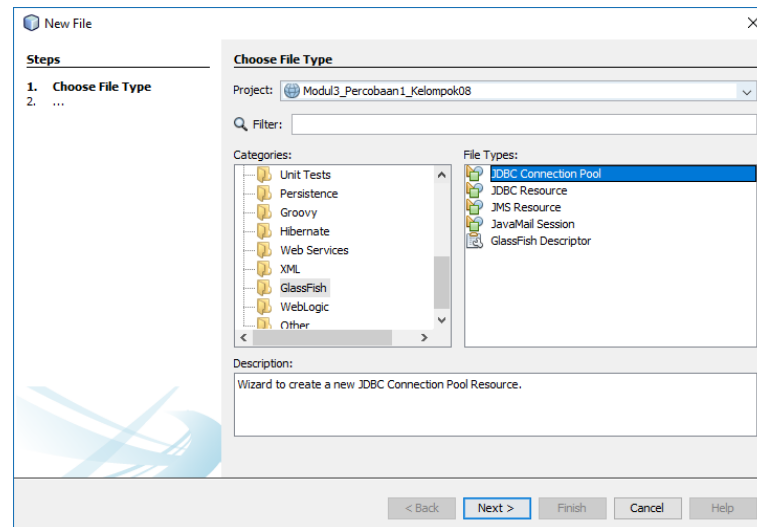 New File
Steps
1. Choose File Type
2. ...
Choose File Type
Project: Modul3_Percobaan1_Kelompok08
Filter:
Categories:
Unit Tests
Persistence
Groovy
Hibernate
Web Services
XML
GlassFish
WebLogic
Other
File Types:
JDBC Connection Pool
JDBC Resource
JMS Resource
JavaMail Session
GlassFish Descriptor
Description:
Wizard to create a new JDBC Connection Pool Resource.
< Back Next > Finish Cancel Help